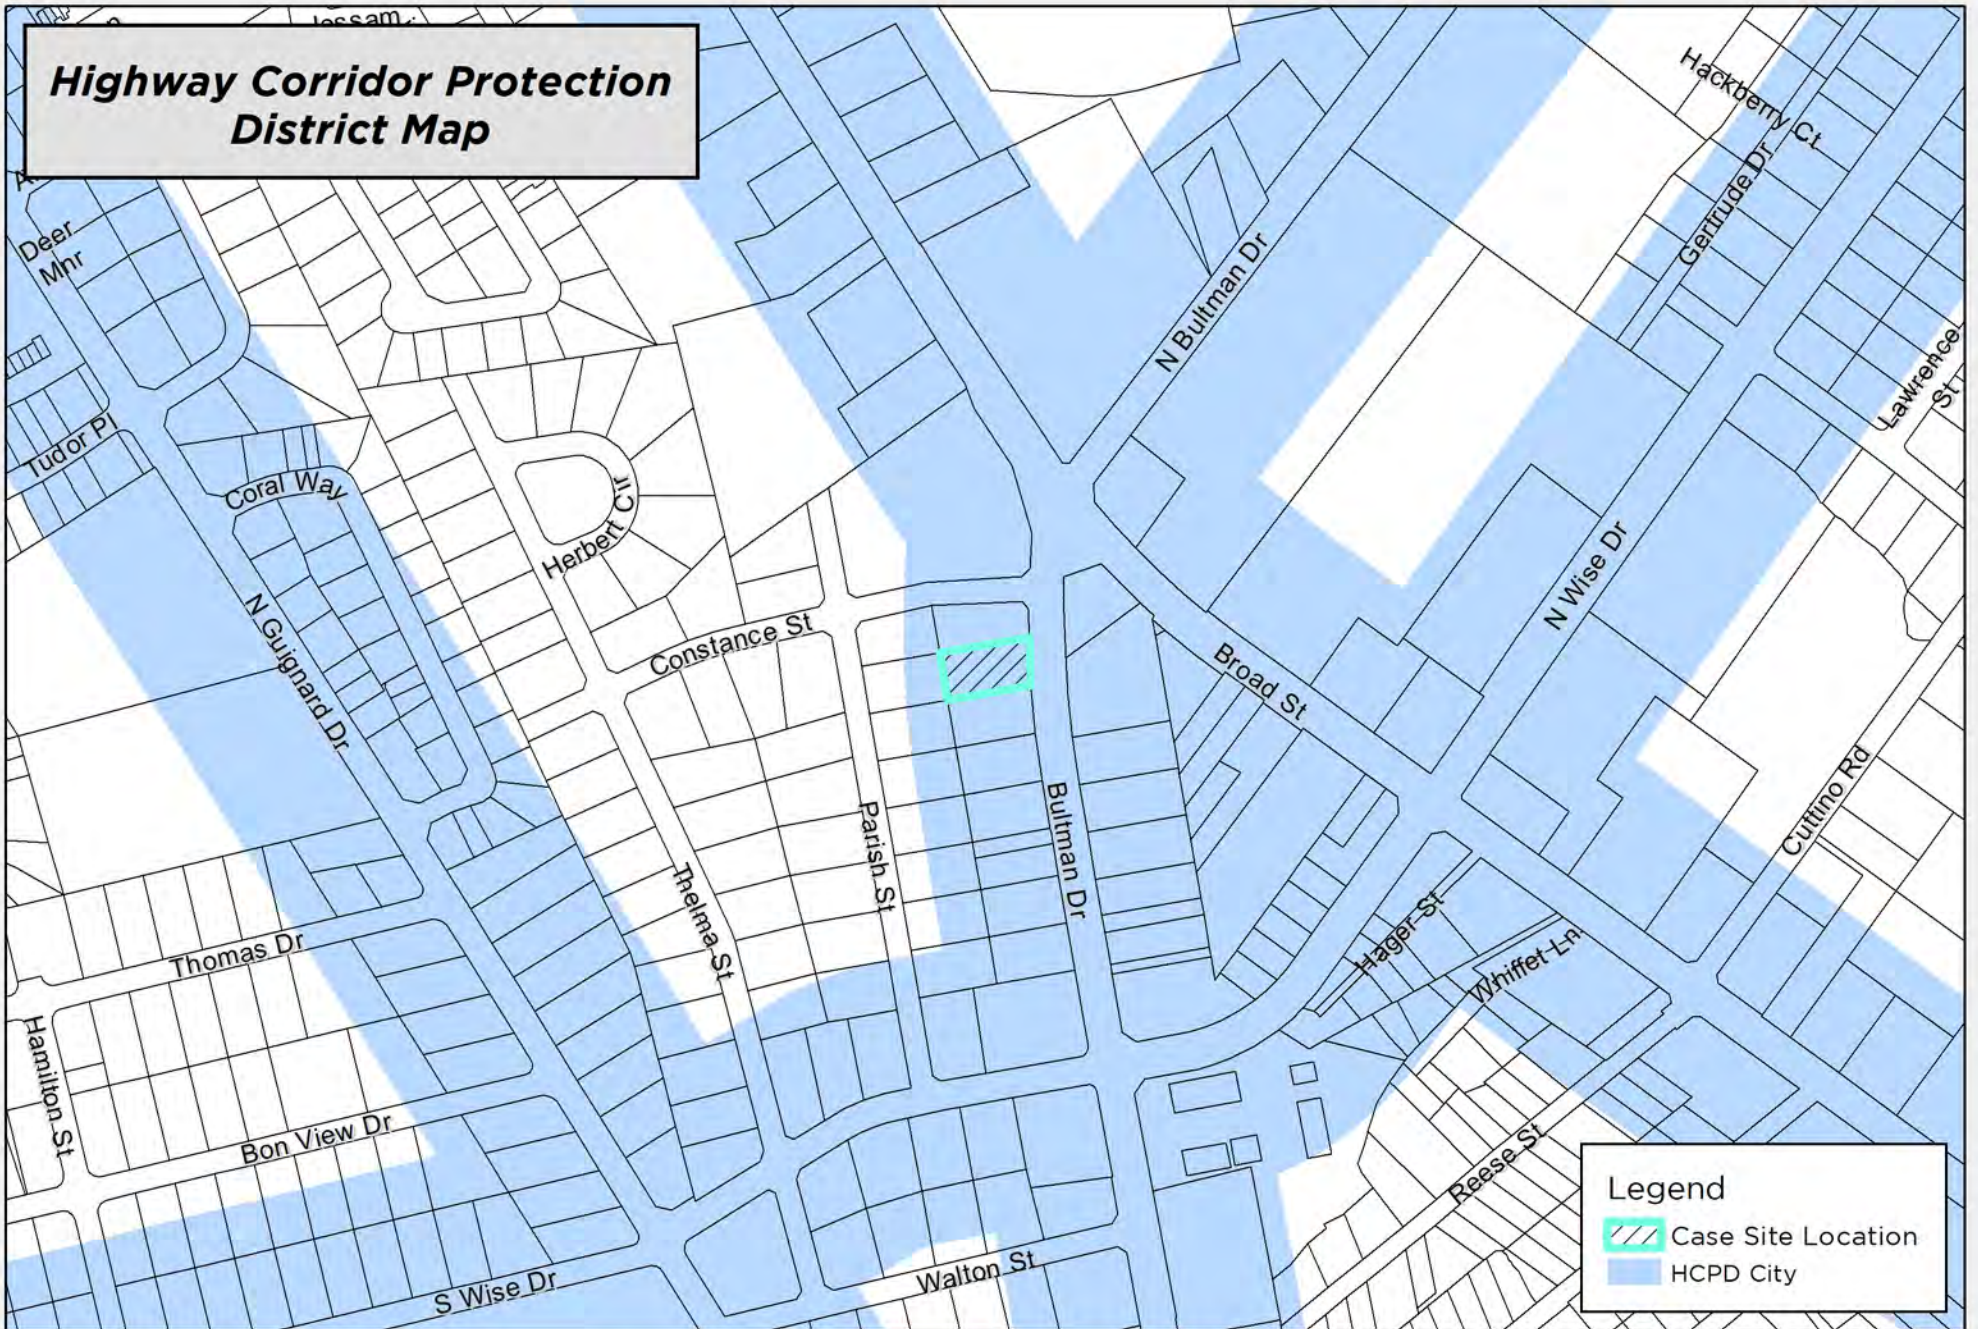 Jessam
Highway Corridor Protection
District Map
Hackberry Ct
Gertrude Dr
Deer
Mnr
N Bultman Dr
Lawrence
St
Tudor Pl
Coral Way
Herbert Cir
N Wise Dr
N Guignard Dr
Constance St
Broad St
Cuttino Rd
Parish St
Bultman Dr
Thelma St
Hager St
Whiffet Ln
Thomas Dr
Hamilton St
Bon View Dr
Reese St
Walton St
S Wise Dr
Legend
Case Site Location
HCPD City